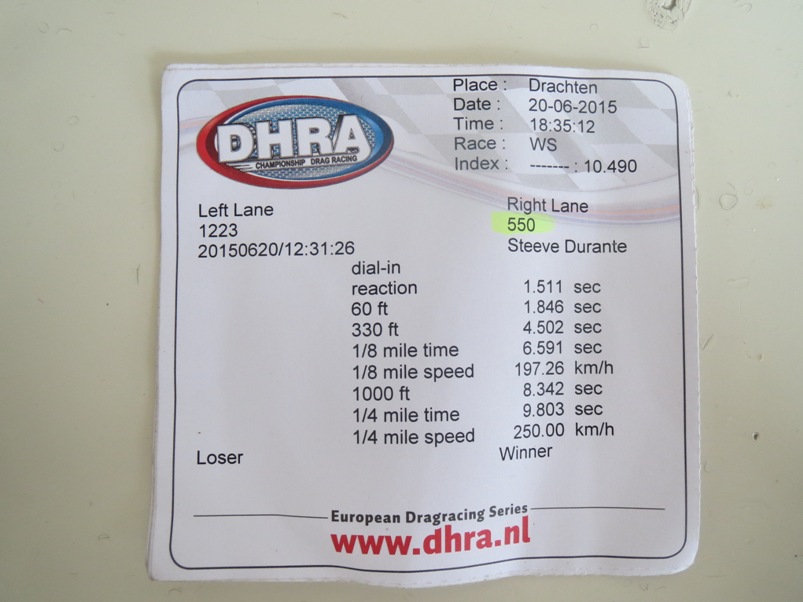 DHRA
CHAMPIONSHIP DRAG RACING
Place : Drachten
Date : 20-06-2015
Time : 18:35:12
Race : WS
Index : ------- : 10.490
Left Lane Right Lane
1223 550
20150620/12:31:26 Steeve Durante
dial-in
reaction 1.511 sec
60 ft 1.846 sec
330 ft 4.502 sec
1/8 mile time 6.591 sec
1/8 mile speed 197.26 km/h
1000 ft 8.342 sec
1/4 mile time 9.803 sec
1/4 mile speed 250.00 km/h
Loser Winner
European Dragracing Series
www.dhra.nl